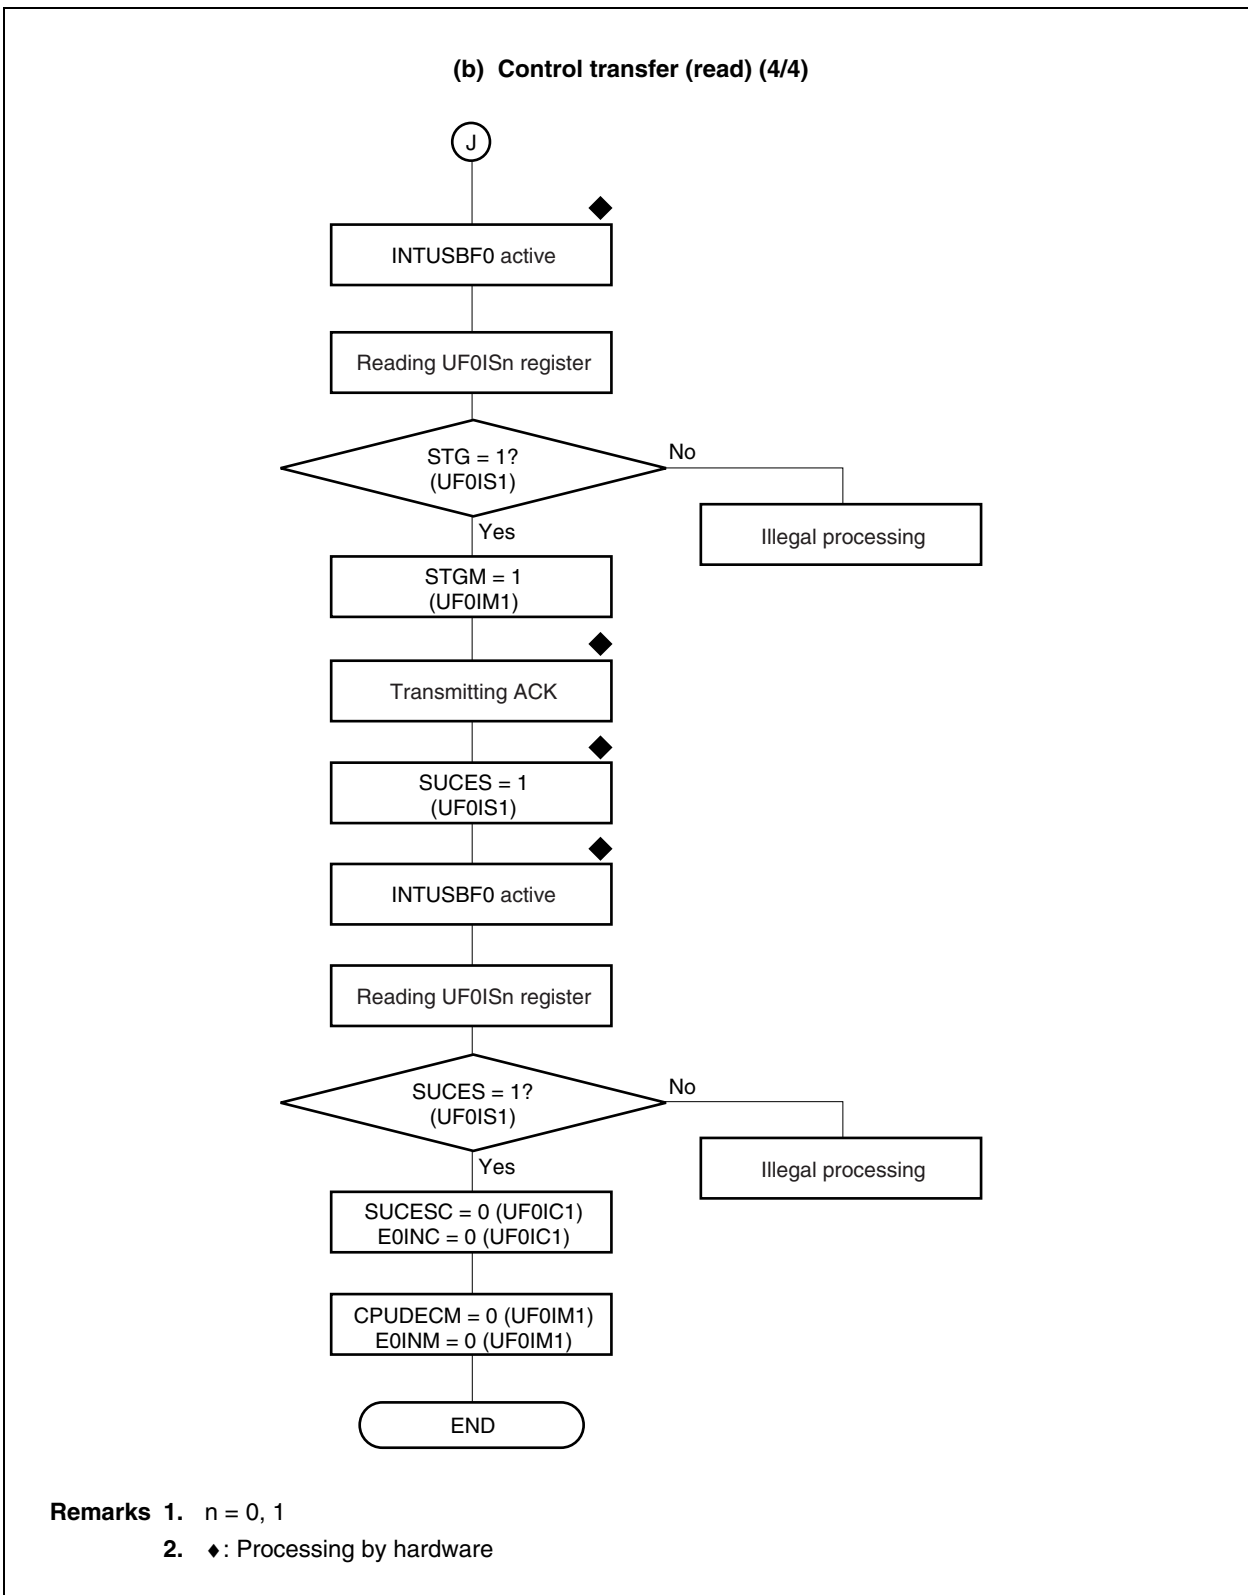 (b) Control transfer (read) (4/4)
J
INTUSBF0 active
Reading UF0ISn register
STG = 1?
(UF0IS1)
No
Illegal processing
Yes
STGM = 1
(UF0IM1)
Transmitting ACK
SUCES = 1
(UF0IS1)
INTUSBF0 active
Reading UF0ISn register
SUCES = 1?
(UF0IS1)
No
Illegal processing
Yes
SUCESC = 0 (UF0IC1)
E0INC = 0 (UF0IC1)
CPUDECM = 0 (UF0IM1)
E0INM = 0 (UF0IM1)
END
Remarks 1. n = 0, 1
2. ♦: Processing by hardware